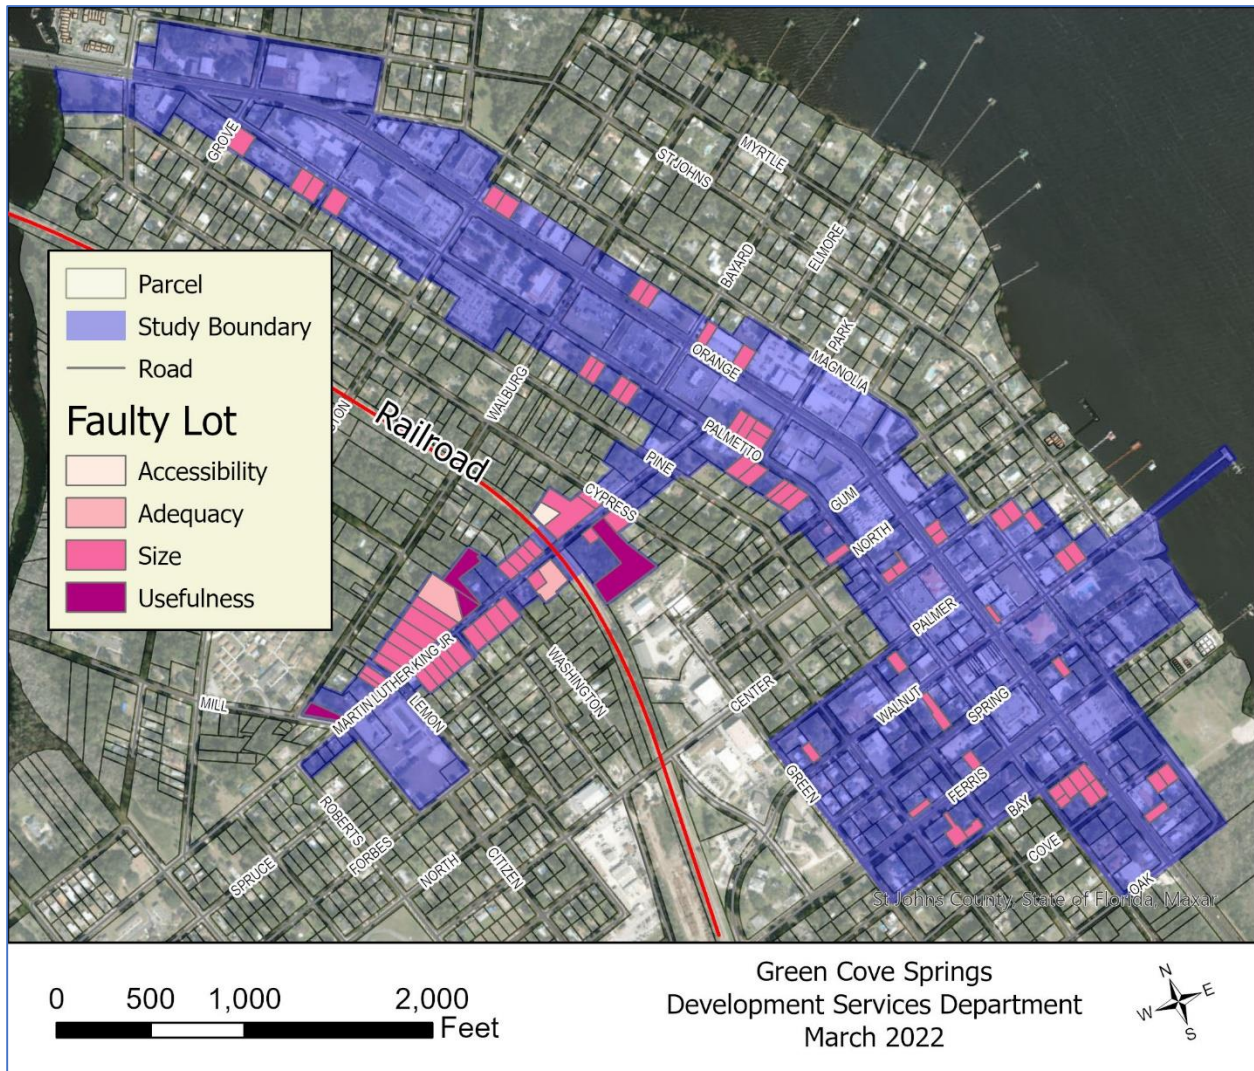 MYRTLE
ST JOHNS
GROVE
ELMORE
BAYARD
PARK
MAGNOLIA
ORANGE
Parcel
Study Boundary
Road
Faulty Lot
Accessibility
Adequacy
Size
Usefulness
TON
WALBURG
Railroad
PALMETTO
PINE
CYPRESS
GUM
NORTH
PALMER
WASHINGTON
CENTER
WALNUT
SPRING
MARTIN LUTHER KING JR
LEMON
MILL
GREEN
FERRIS
BAY
COVE
OAK
ROBERTS
FORBES
SPRUCE
NORTH
CITIZEN
St Johns County, State of Florida, Maxar
0 500 1,000 2,000
Feet
Green Cove Springs
Development Services Department
March 2022
N
E
W
S